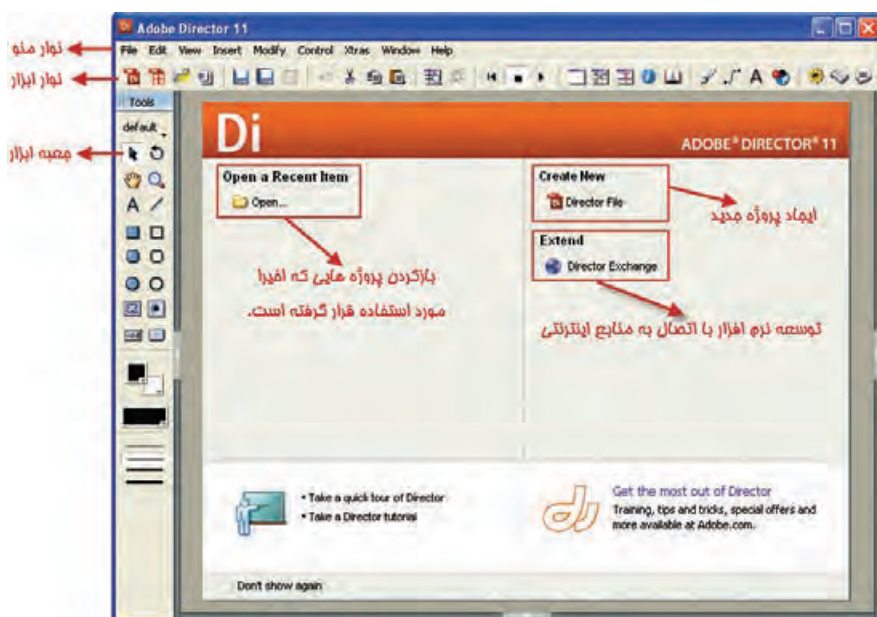 Adobe Director 11
نوار منو
File Edit View Insert Modify Control Xtras Window Help
نوار ابزار
Tools
default
جعبه ابزار
Di
ADOBE® DIRECTOR® 11
Open a Recent Item
Open...
Create New
Director File
ایجاد پروژه جدید
Extend
Director Exchange
بازکردن پروژه هایی که اخیرا
مورد استفاده قرار گرفته است.
توسعه نرم افزار با اتصال به منابع اینترنتی
• Take a quick tour of Director
• Take a Director tutorial
Get the most out of Director
Training, tips and tricks, special offers and
more available at Adobe.com.
Don't show again